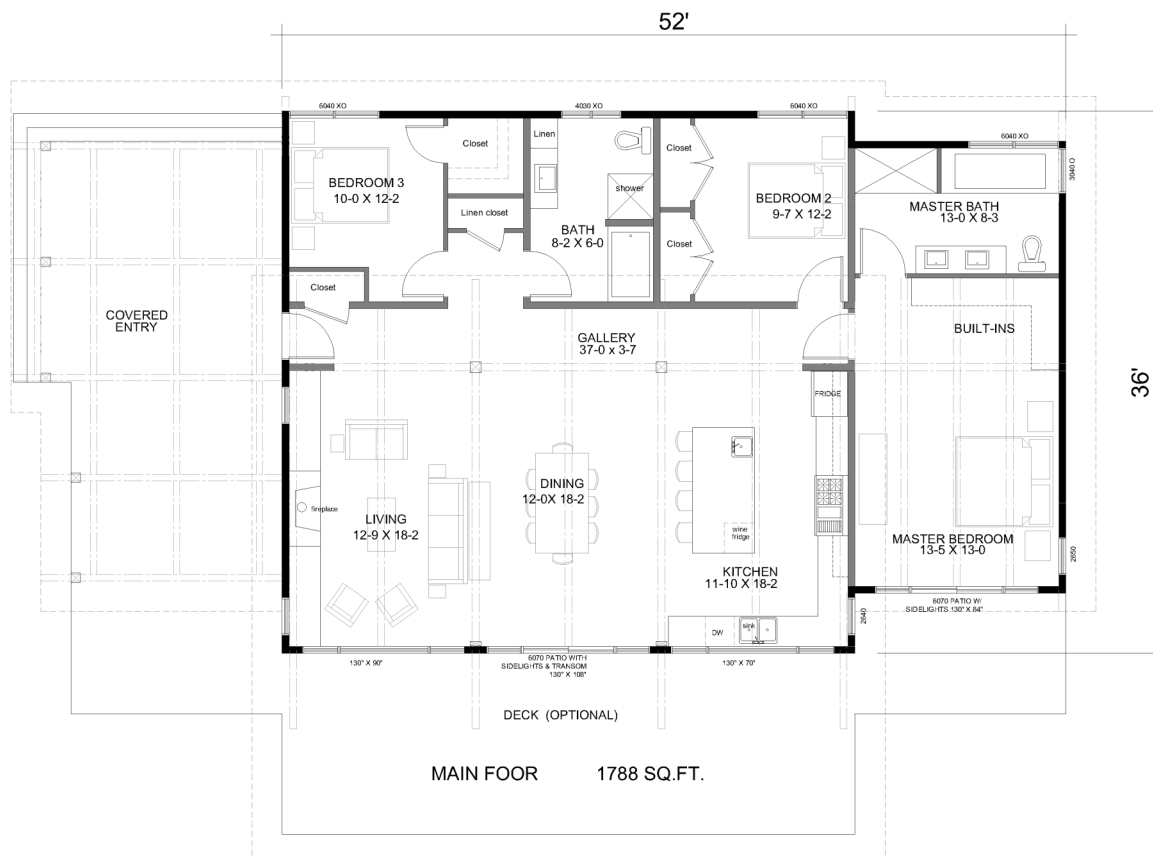 52'
6040 XO
4030 XO
6040 XO
6040 XO
3040 O
Linen
Closet
Closet
BEDROOM 3
10-0 X 12-2
shower
BEDROOM 2
9-7 X 12-2
MASTER BATH
13-0 X 8-3
Linen closet
BATH
8-2 X 6-0
Closet
Closet
COVERED
ENTRY
GALLERY
37-0 x 3-7
BUILT-INS
36'
FRIDGE
DINING
12-0X 18-2
fireplace
LIVING
12-9 X 18-2
wine
fridge
MASTER BEDROOM
13-5 X 13-0
2650
KITCHEN
11-10 X 18-2
6070 PATIO W/
SIDELIGHTS 130" X 84"
2640
DW
sink
130" X 90"
6070 PATIO WITH
SIDELIGHTS & TRANSOM
130" X 108"
130" X 70"
DECK (OPTIONAL)
MAIN FOOR 1788 SQ.FT.